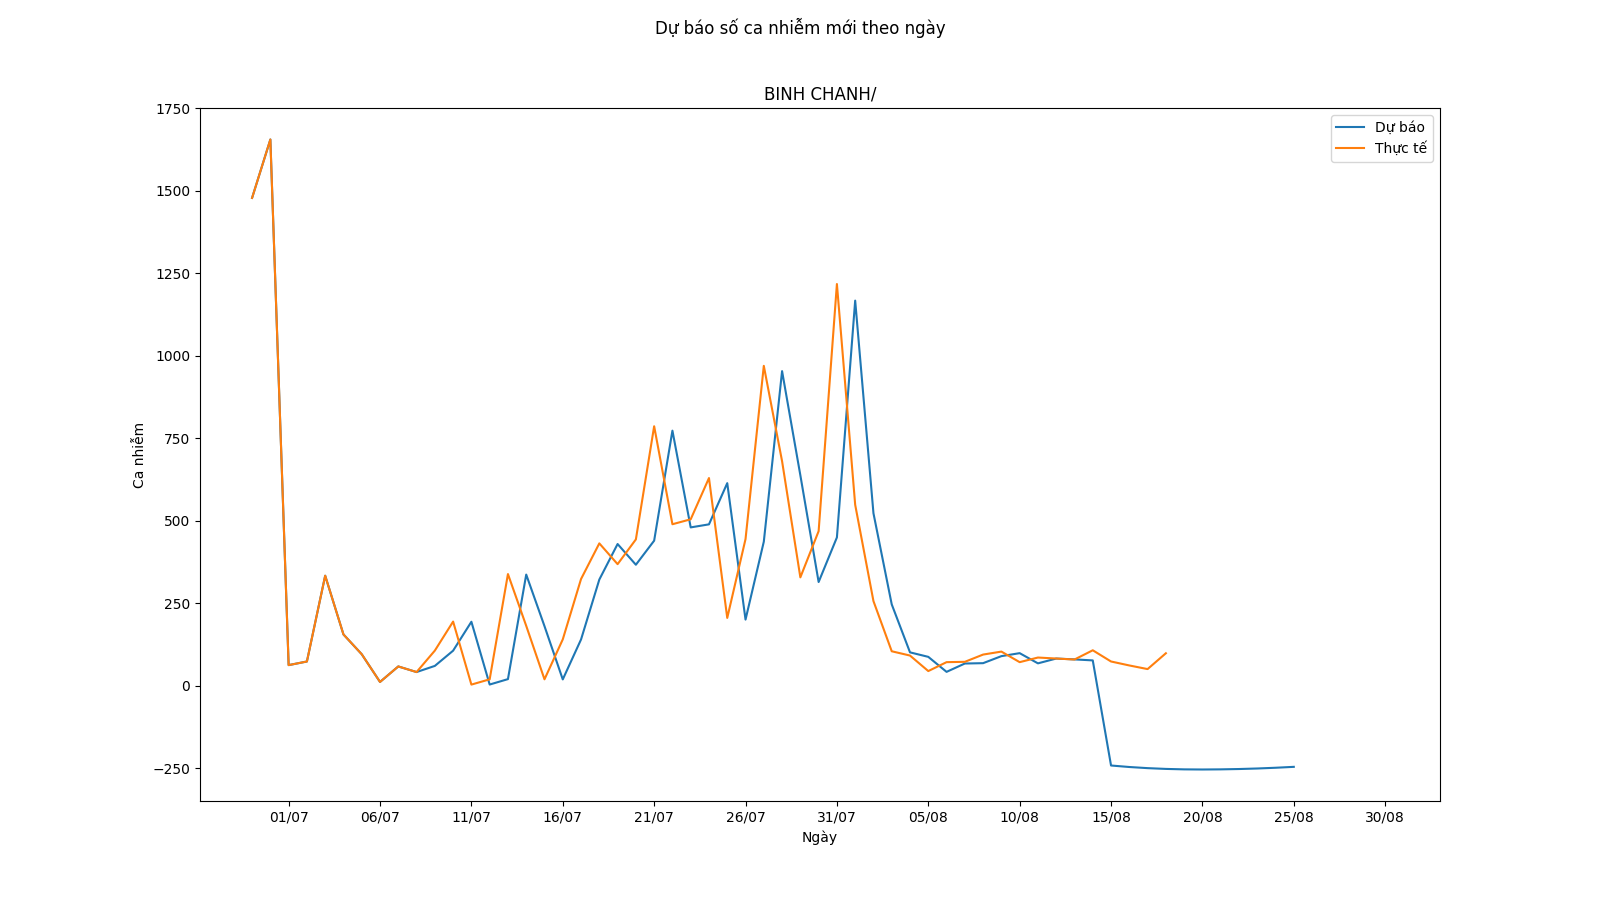 Dự báo số ca nhiễm mới theo ngày
BINH CHANH/
Dự báo
Thực tế
Ca nhiễm
1750
1500
1250
1000
750
500
250
0
−250
01/07 06/07 11/07 16/07 21/07 26/07 31/07 05/08 10/08 15/08 20/08 25/08 30/08
Ngày